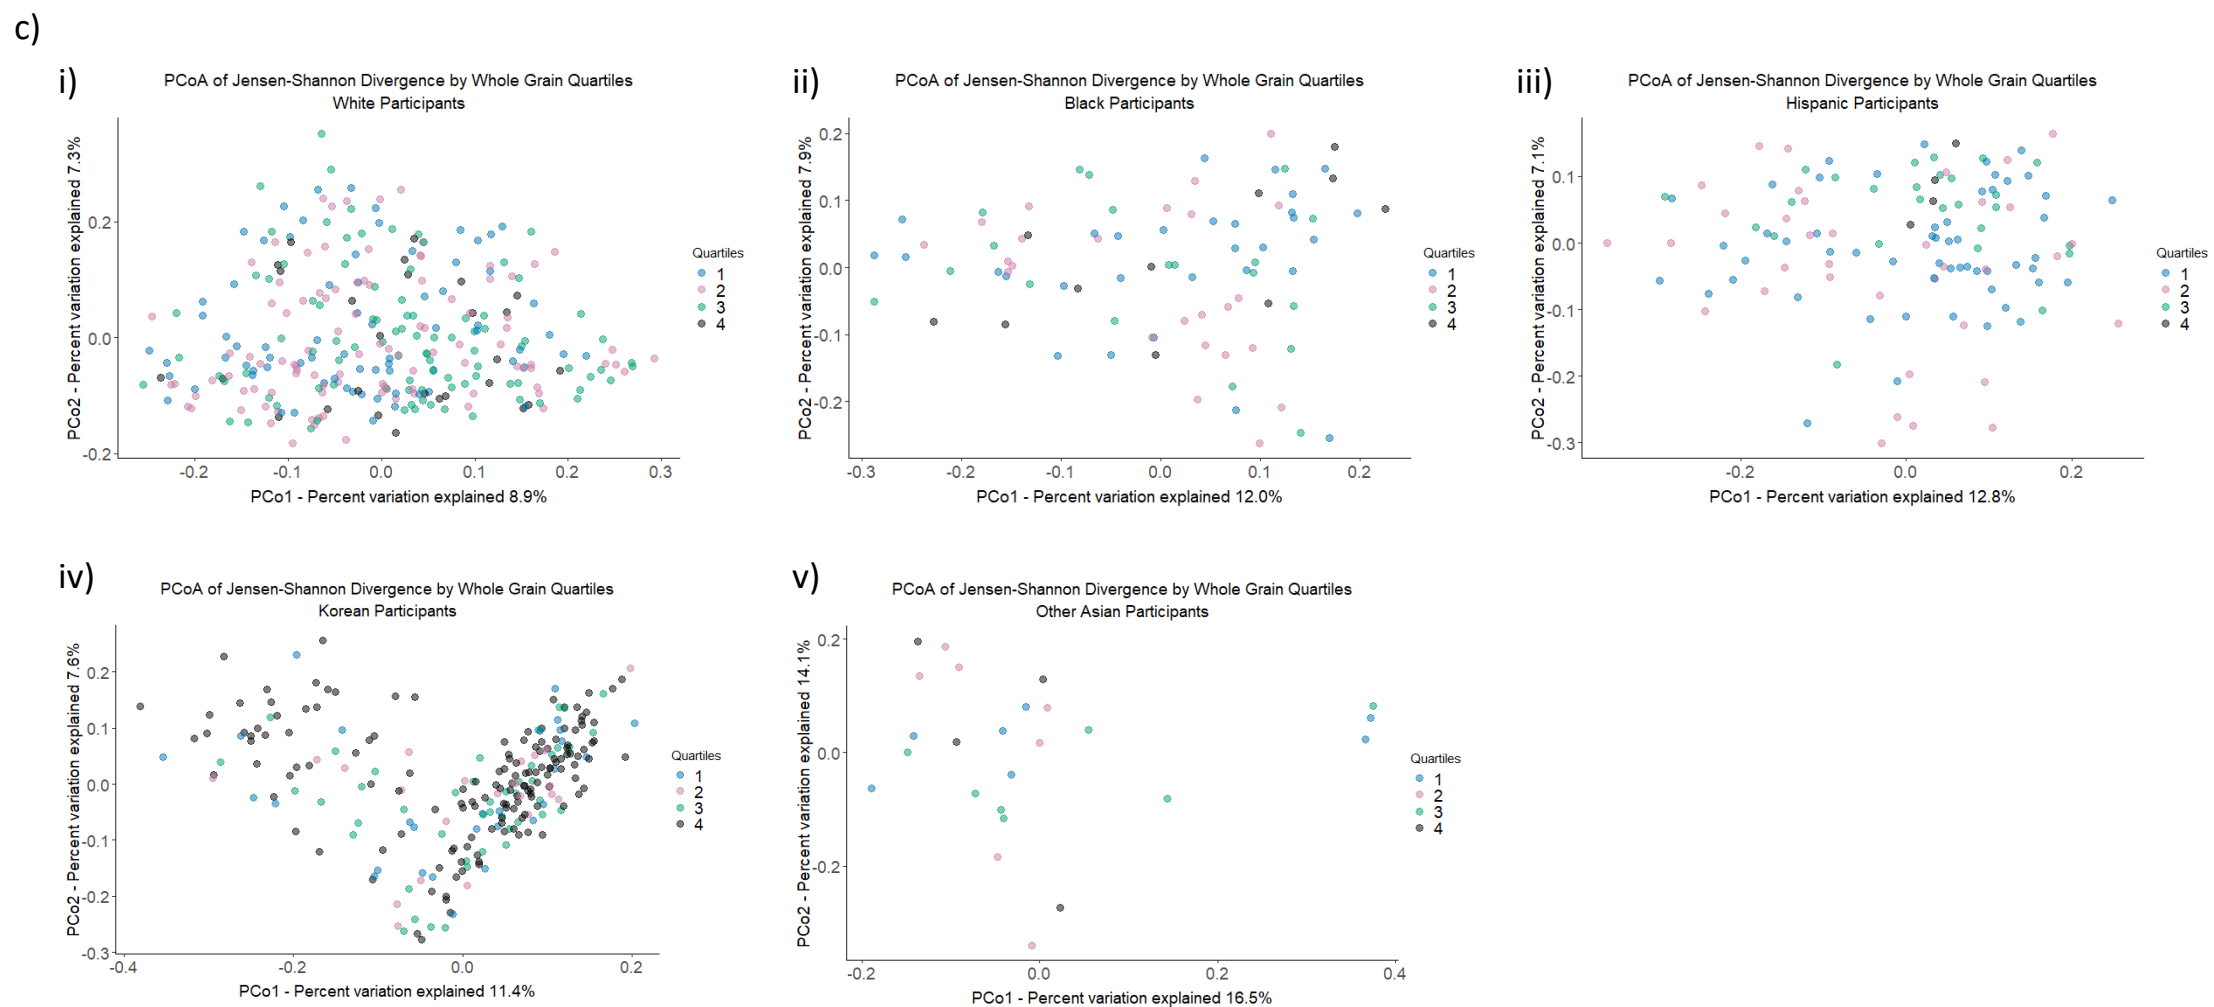 c)
i)
PCoA of Jensen-Shannon Divergence by Whole Grain Quartiles
White Participants
PCo2 - Percent variation explained 7.3%
0.2
0.0
-0.2
-0.2
-0.1
0.0
0.1
0.2
0.3
PCo1 - Percent variation explained 8.9%
Quartiles
1
2
3
4
ii)
PCoA of Jensen-Shannon Divergence by Whole Grain Quartiles
Black Participants
PCo2 - Percent variation explained 7.9%
0.2
0.1
0.0
-0.1
-0.2
-0.3
-0.2
-0.1
0.0
0.1
0.2
PCo1 - Percent variation explained 12.0%
Quartiles
1
2
3
4
iii)
PCoA of Jensen-Shannon Divergence by Whole Grain Quartiles
Hispanic Participants
PCo2 - Percent variation explained 7.1%
0.1
0.0
-0.1
-0.2
-0.3
-0.2
0.0
0.2
PCo1 - Percent variation explained 12.8%
Quartiles
1
2
3
4
iv)
PCoA of Jensen-Shannon Divergence by Whole Grain Quartiles
Korean Participants
PCo2 - Percent variation explained 7.6%
0.2
0.1
0.0
-0.1
-0.2
-0.3
-0.4
-0.2
0.0
0.2
PCo1 - Percent variation explained 11.4%
Quartiles
1
2
3
4
v)
PCoA of Jensen-Shannon Divergence by Whole Grain Quartiles
Other Asian Participants
PCo2 - Percent variation explained 14.1%
0.2
0.0
-0.2
-0.2
0.0
0.2
0.4
PCo1 - Percent variation explained 16.5%
Quartiles
1
2
3
4